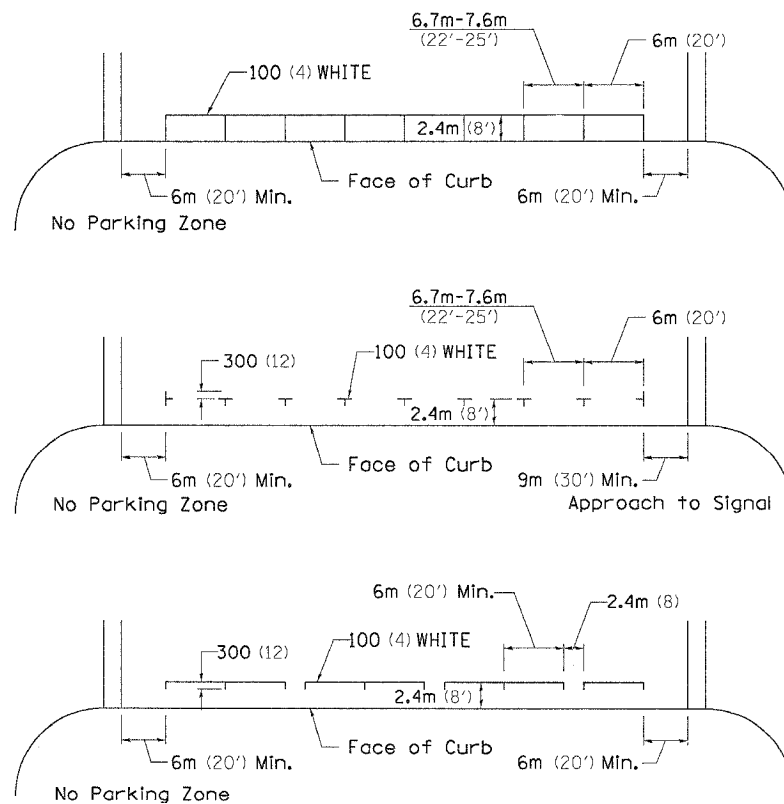 6.7m-7.6m
(22'-25')
6m (20')
100 (4) WHITE
2.4m (8')
Face of Curb
6m (20') Min.
6m (20') Min.
No Parking Zone
6.7m-7.6m
(22'-25')
6m (20')
300 (12)
100 (4) WHITE
2.4m (8')
Face of Curb
6m (20') Min.
9m (30') Min.
No Parking Zone
Approach to Signal
6m (20') Min.
2.4m (8)
300 (12)
100 (4) WHITE
2.4m (8')
Face of Curb
6m (20') Min.
6m (20') Min.
No Parking Zone